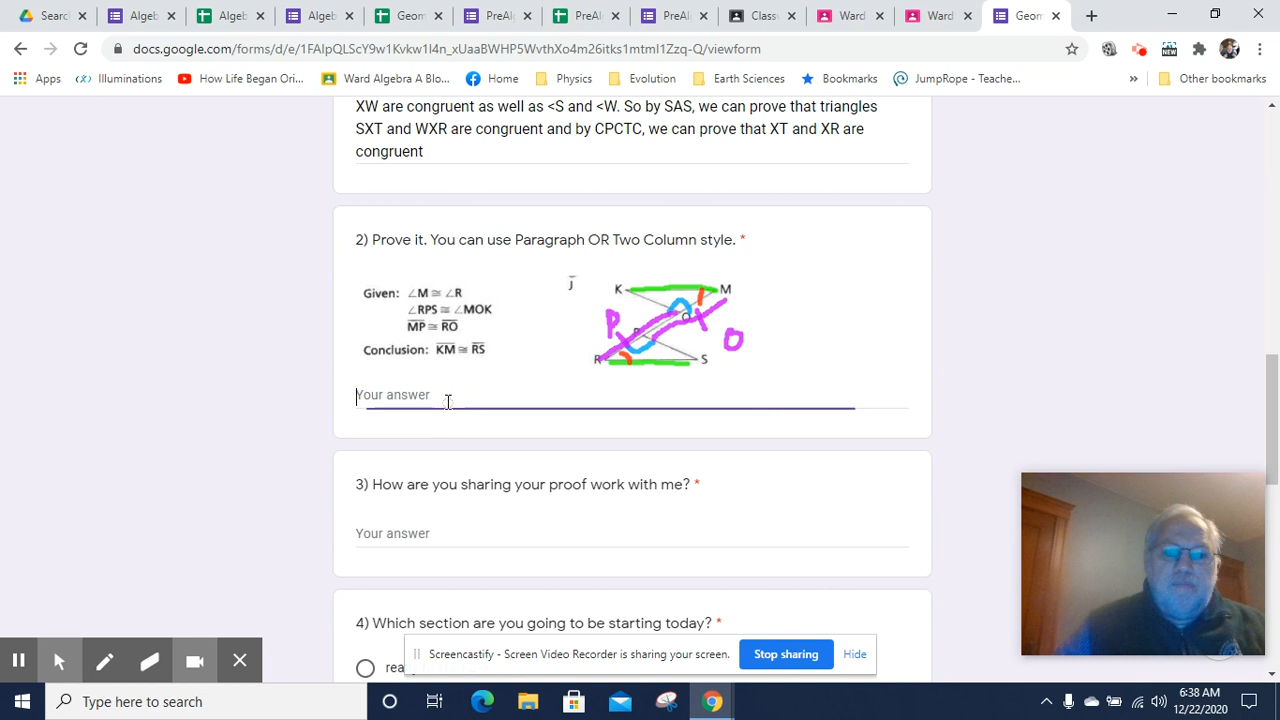 Searc
Algeb
Algeb
Algeb
Geom
PreAl
PreAl
PreAl
Classw
Ward
Ward
Geom
docs.google.com/forms/d/e/1FAIpQLScY9w1Kvkw1I4n_xUaaBWHP5WvthXo4m26itks1mtmI1Zzq-Q/viewform
Apps
Illuminations
How Life Began Ori...
Ward Algebra A Blo...
Home
Physics
Evolution
Earth Sciences
Bookmarks
JumpRope - Teache...
»
Other bookmarks
NEW
XW are congruent as well as <S and <W. So by SAS, we can prove that triangles
SXT and WXR are congruent and by CPCTC, we can prove that XT and XR are
congruent
2) Prove it. You can use Paragraph OR Two Column style. *
Given: ∠M ≅ ∠R
∠RPS ≅ ∠MOK
MP ≅ RO
Conclusion: KM ≅ RS
J
K
M
O
P
O
R
S
Your answer
3) How are you sharing your proof work with me? *
Your answer
4) Which section are you going to be starting today? *
Screencastify - Screen Video Recorder is sharing your screen.
Stop sharing
Hide
Type here to search
6:38 AM
12/22/2020